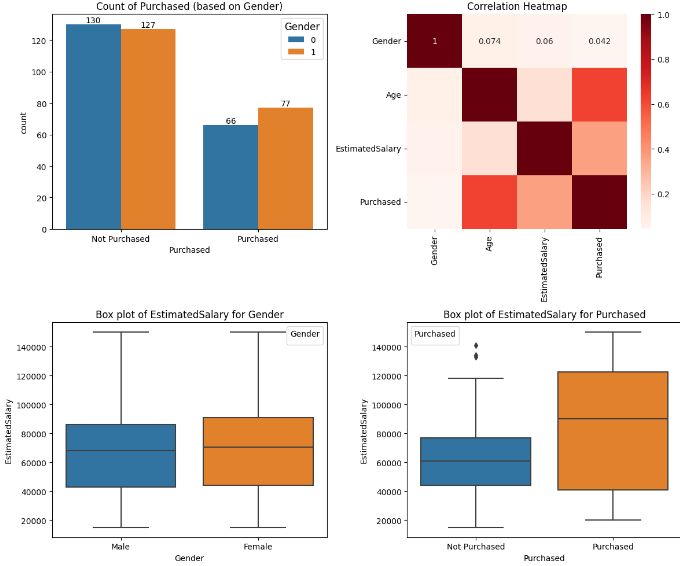 Count of Purchased (based on Gender)
130
127
66
77
Gender
0
1
120
100
80
60
40
20
0
count
Not Purchased
Purchased
Purchased
Correlation Heatmap
Gender
Age
EstimatedSalary
Purchased
1
0.074
0.06
0.042
Gender
Age
EstimatedSalary
Purchased
1.0
0.8
0.6
0.4
0.2
Box plot of EstimatedSalary for Gender
Gender
140000
120000
100000
80000
60000
40000
20000
EstimatedSalary
Male
Female
Gender
Box plot of EstimatedSalary for Purchased
Purchased
140000
120000
100000
80000
60000
40000
20000
EstimatedSalary
Not Purchased
Purchased
Purchased